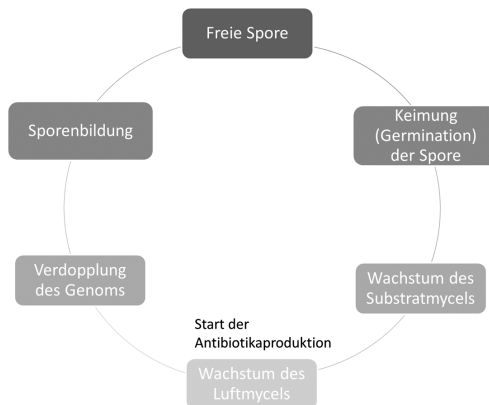 Freie Spore
Keimung
(Germination)
der Spore
Wachstum des
Substratmycels
Start der
Antibiotikaproduktion
Wachstum des
Luftmycels
Verdopplung
des Genoms
Sporenbildung